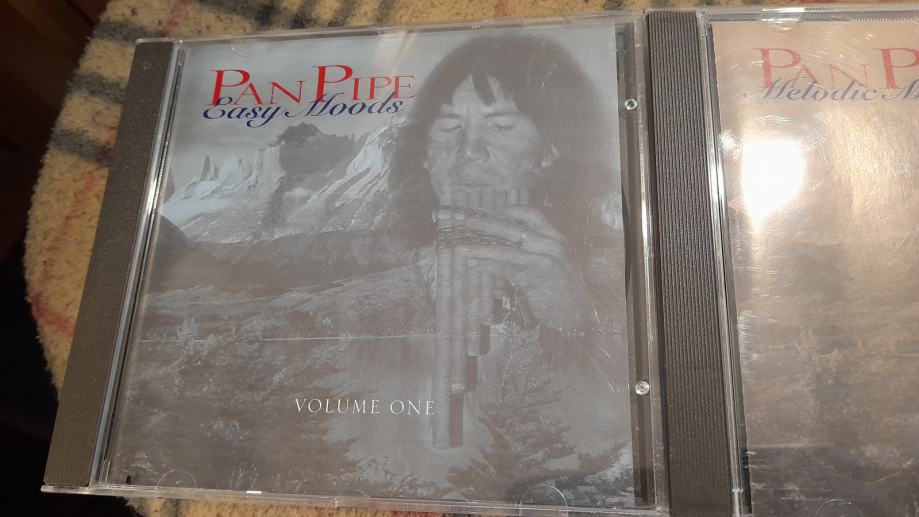 PAN PIPE
Easy Moods
VOLUME ONE
PAN
Melodic